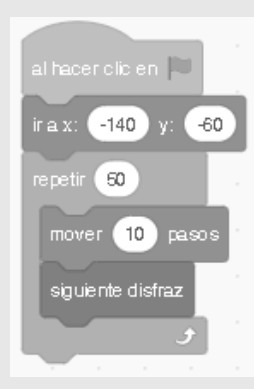 al hacer clic en
ir a x: -140 y: -60
repetir 50
mover 10 pasos
siguiente disfraz